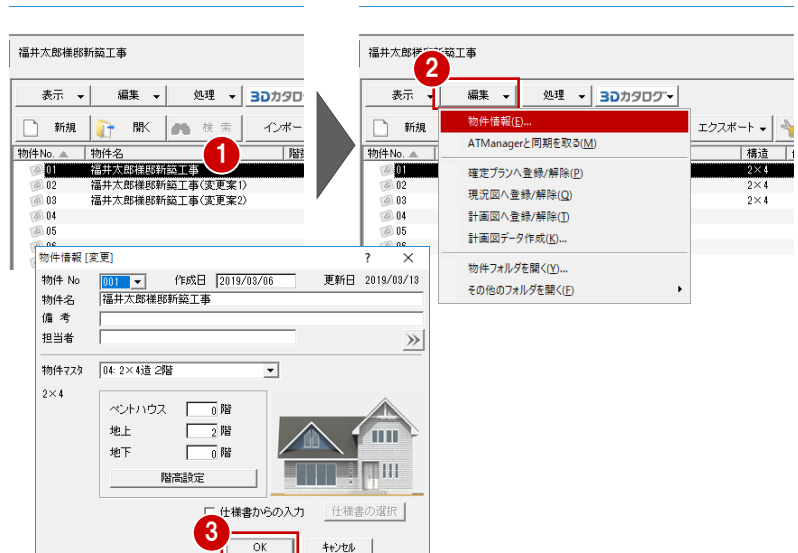 福井太郎様邸新築工事
表示 編集 処理 3Dカタログ
新規 開く 検索 インポー
物件No. 物件名 階数
01 福井太郎様邸新築工事
02 福井太郎様邸新築工事(変更案1)
03 福井太郎様邸新築工事(変更案2)
04
05
06
1
福井太郎様邸新築工事
2
表示 編集 処理 3Dカタログ
新規 エクスポート
物件No. 構造
01 2×4
02 2×4
03 2×4
04
05
物件情報(E)...
ATManagerと同期を取る(M)
確定プランへ登録/解除(P)
現況図へ登録/解除(Q)
計画図へ登録/解除(T)
計画図データ作成(K)...
物件フォルダを開く(Y)...
その他のフォルダを開く(F)
物件情報 [変更] ? ×
物件 No 001 作成日 2019/03/06 更新日 2019/03/13
物件名 福井太郎様邸新築工事
備 考
担当者
物件マスタ 04: 2×4造 2階
2×4
ペントハウス 0 階
地上 2 階
地下 0 階
階高設定
仕様書からの入力 仕様書の選択
3
OK キャンセル